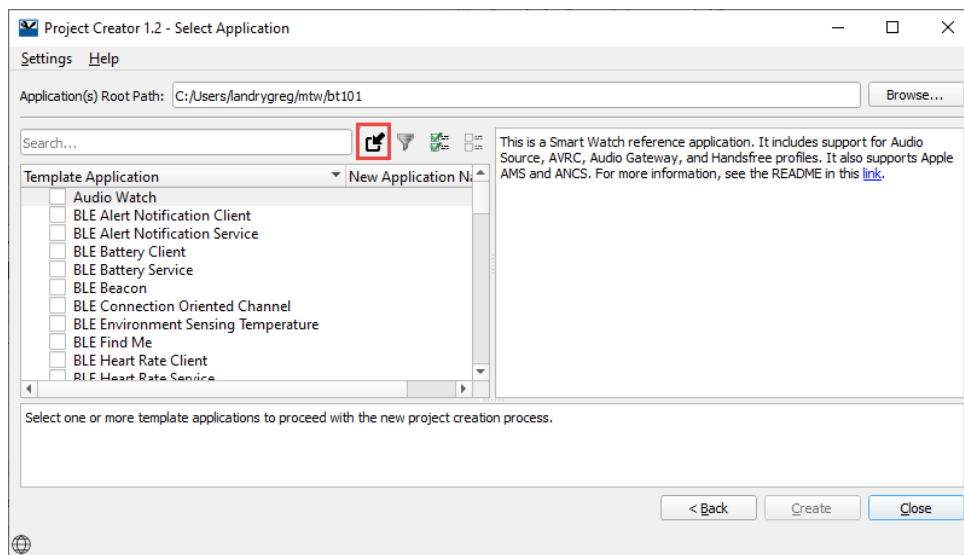 Project Creator 1.2 - Select Application
Settings Help
Application(s) Root Path: C:/Users/landrygreg/mtw/bt101 Browse...
Search...
Template Application New Application Na
Audio Watch
BLE Alert Notification Client
BLE Alert Notification Service
BLE Battery Client
BLE Battery Service
BLE Beacon
BLE Connection Oriented Channel
BLE Environment Sensing Temperature
BLE Find Me
BLE Heart Rate Client
BLE Heart Rate Service
This is a Smart Watch reference application. It includes support for Audio
Source, AVRC, Audio Gateway, and Handsfree profiles. It also supports Apple
AMS and ANCS. For more information, see the README in this link.
Select one or more template applications to proceed with the new project creation process.
< Back Create Close